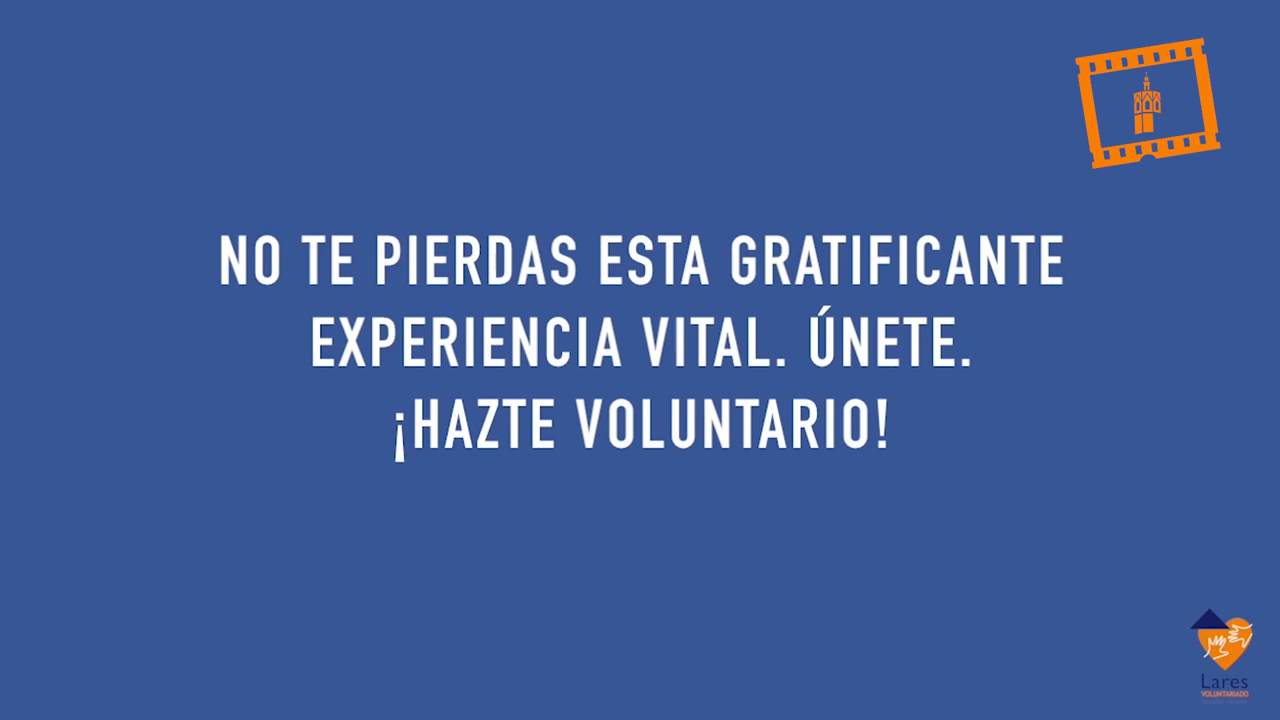 NO TE PIERDAS ESTA GRATIFICANTE
EXPERIENCIA VITAL. ÚNETE.
¡HAZTE VOLUNTARIO!
Lares
VOLUNTARIADO